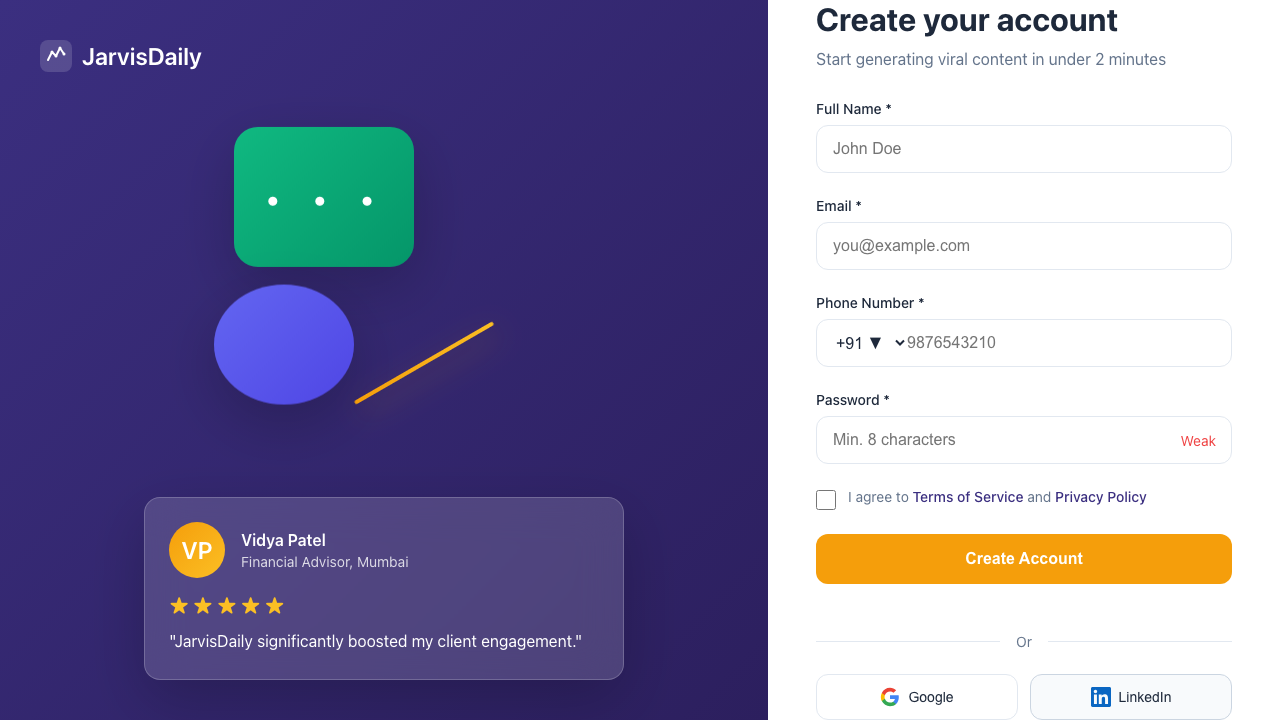 JarvisDaily
VP
Vidya Patel
Financial Advisor, Mumbai
"JarvisDaily significantly boosted my client engagement."
Create your account
Start generating viral content in under 2 minutes
Full Name *
John Doe
Email *
you@example.com
Phone Number *
+91 ▼ 9876543210
Password *
Min. 8 characters Weak
I agree to Terms of Service and Privacy Policy
Create Account
Or
Google LinkedIn